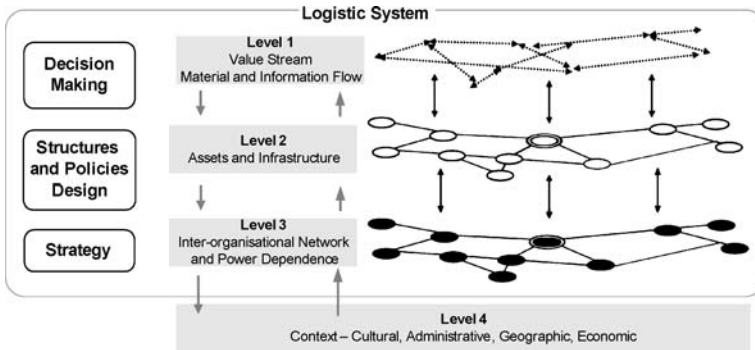 Logistic System
Decision
Making
Level 1
Value Stream
Material and Information Flow
Structures and
Policies
Design
Level 2
Assets and Infrastructure
Strategy
Level 3
Inter-organisational Network
and Power Dependence
Level 4
Context – Cultural, Administrative, Geographic, Economic